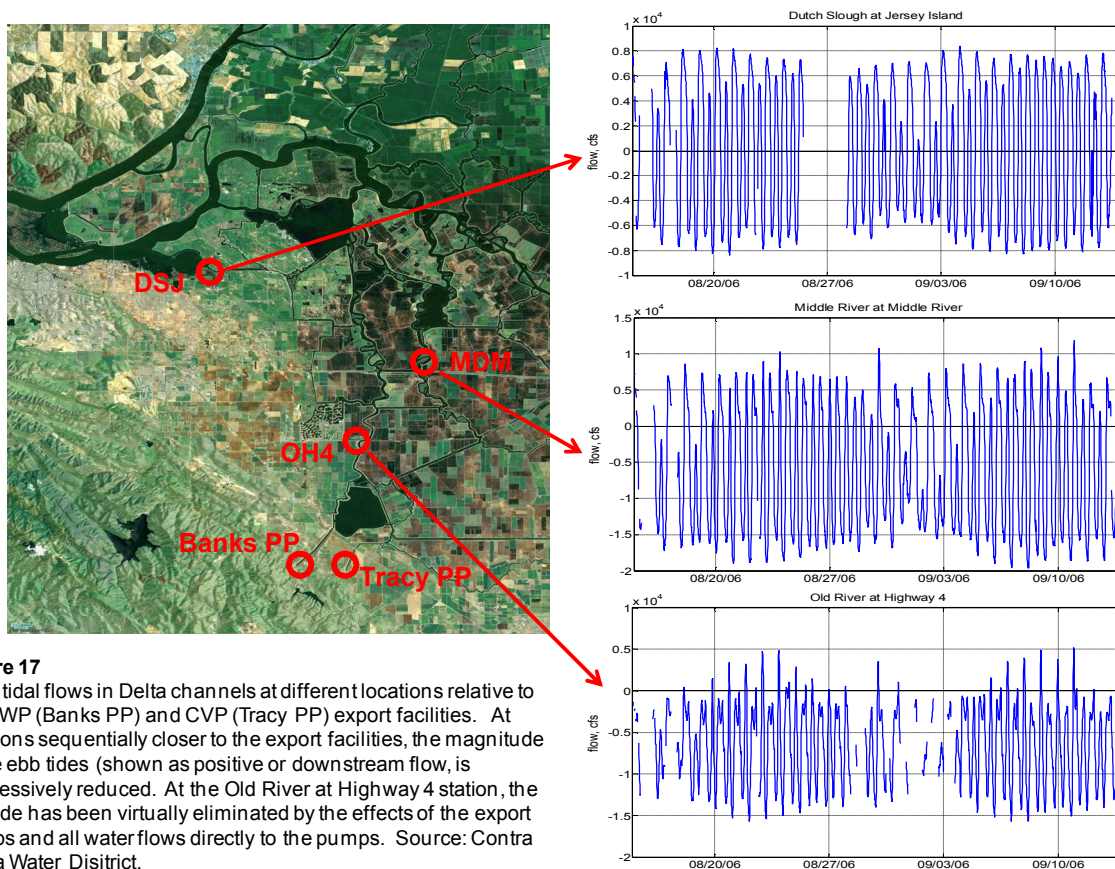 DSJ
MDM
OH4
Banks PP
Tracy PP
x 10⁴
Dutch Slough at Jersey Island
1
0.8
0.6
0.4
0.2
0
-0.2
-0.4
-0.6
-0.8
-1
flow, cfs
08/20/06 08/27/06 09/03/06 09/10/06
x 10⁴
Middle River at Middle River
1.5
1
0.5
0
-0.5
-1
-1.5
-2
flow, cfs
08/20/06 08/27/06 09/03/06 09/10/06
x 10⁴
Old River at Highway 4
1
0.5
0
-0.5
-1
-1.5
-2
flow, cfs
08/20/06 08/27/06 09/03/06 09/10/06
re 17
tidal flows in Delta channels at different locations relative to
WP (Banks PP) and CVP (Tracy PP) export facilities. At
ons sequentially closer to the export facilities, the magnitude
e ebb tides (shown as positive or downstream flow, is
ressively reduced. At the Old River at Highway 4 station, the
de has been virtually eliminated by the effects of the export
s and all water flows directly to the pumps. Source: Contra
a Water Disitrict.